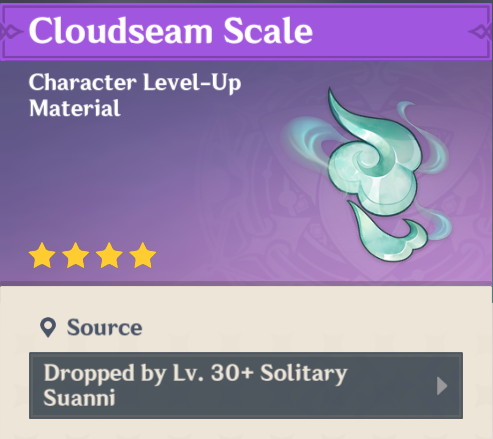 Cloudseam Scale
Character Level-Up
Material
Source
Dropped by Lv. 30+ Solitary
Suanni